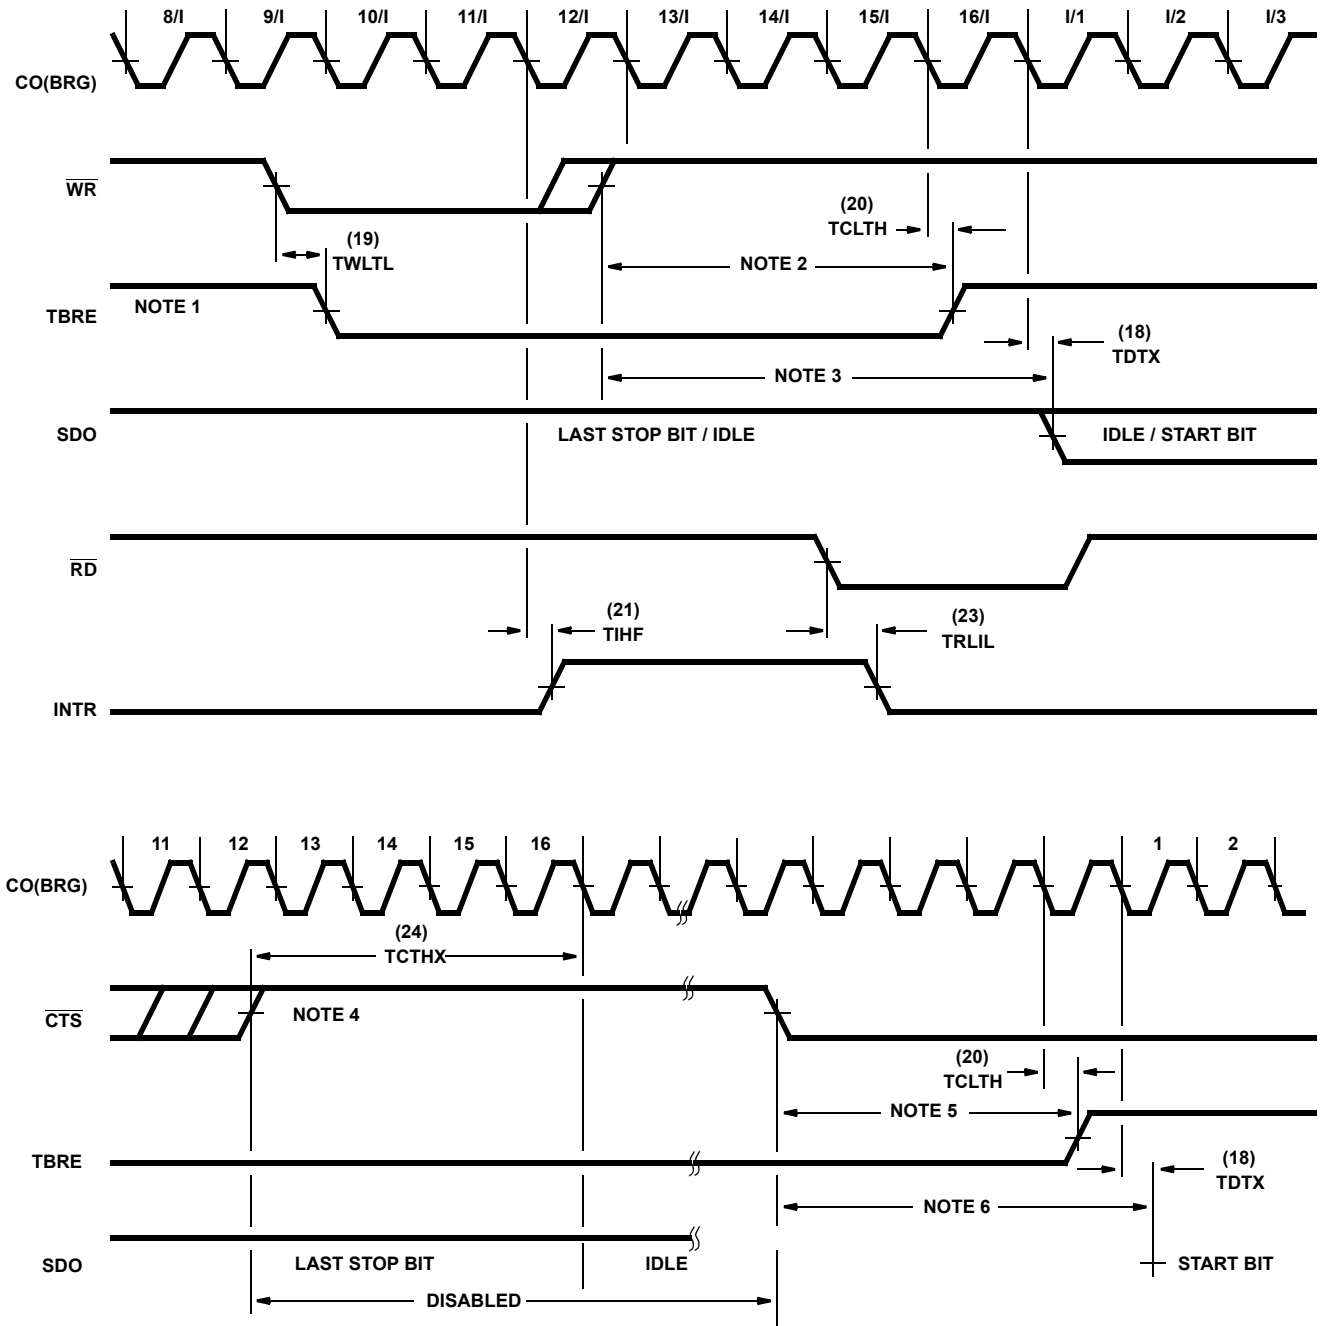 8/I 9/I 10/I 11/I 12/I 13/I 14/I 15/I 16/I I/1 I/2 I/3
CO(BRG)
WR
(20)
TCLTH
(19)
TWLTL
NOTE 2
NOTE 1
TBRE
(18)
TDTX
NOTE 3
SDO
LAST STOP BIT / IDLE
IDLE / START BIT
RD
(21)
TIHF
(23)
TRLIL
INTR
11 12 13 14 15 16 1 2
CO(BRG)
(24)
TCTHX
CTS
NOTE 4
(20)
TCLTH
NOTE 5
TBRE
(18)
TDTX
NOTE 6
SDO
LAST STOP BIT
IDLE
START BIT
DISABLED